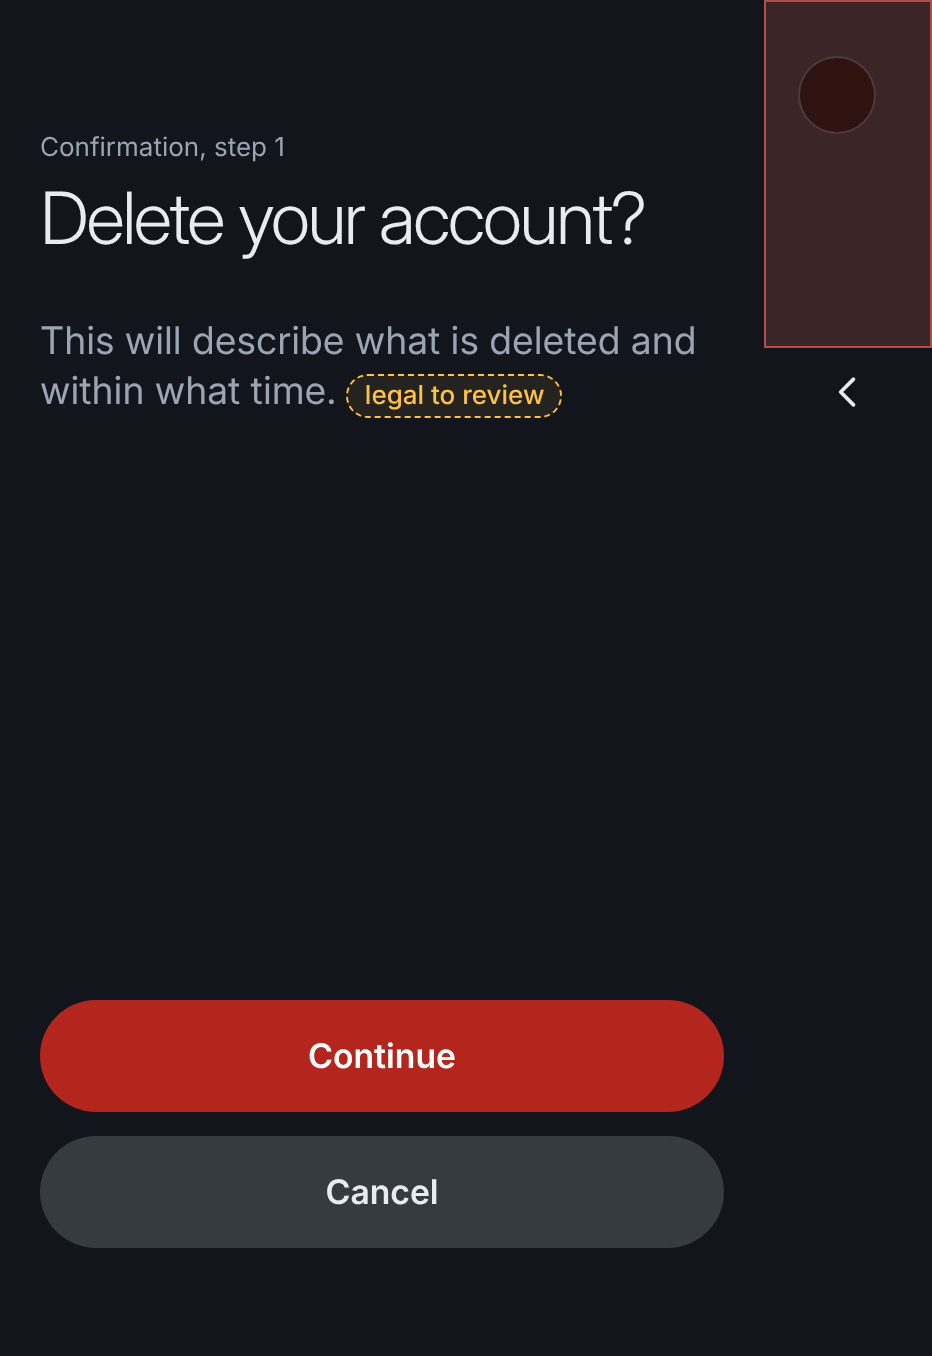 Confirmation, step 1
Delete your account?
This will describe what is deleted and
within what time. legal to review
Continue
Cancel